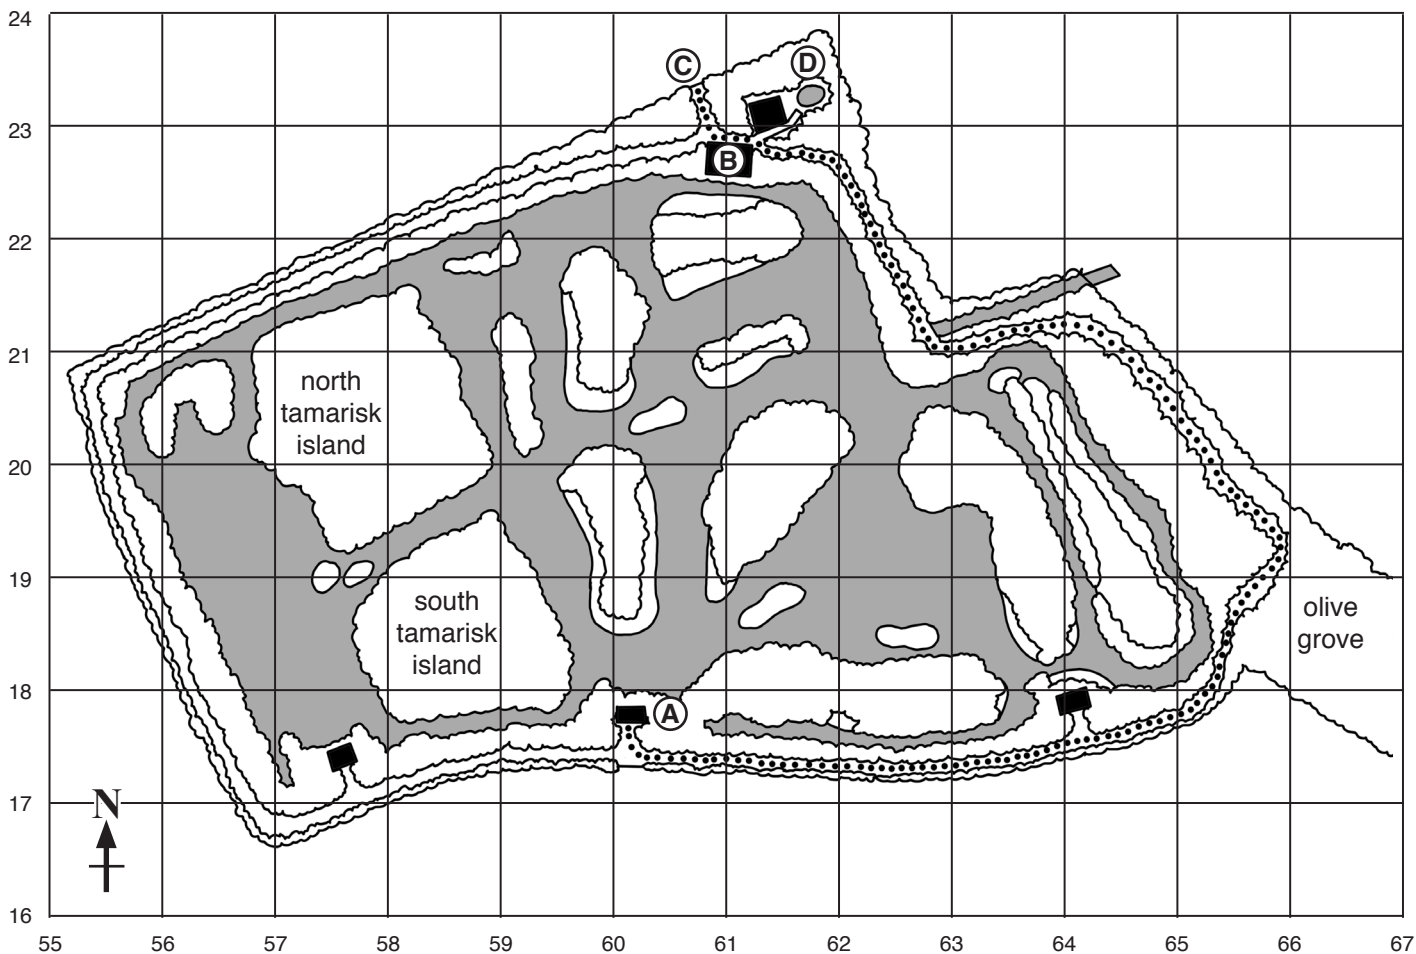 24
C
D
23
B
22
21
north
tamarisk
island
20
19
south
tamarisk
island
olive
grove
18
A
17
N
16
55 56 57 58 59 60 61 62 63 64 65 66 67